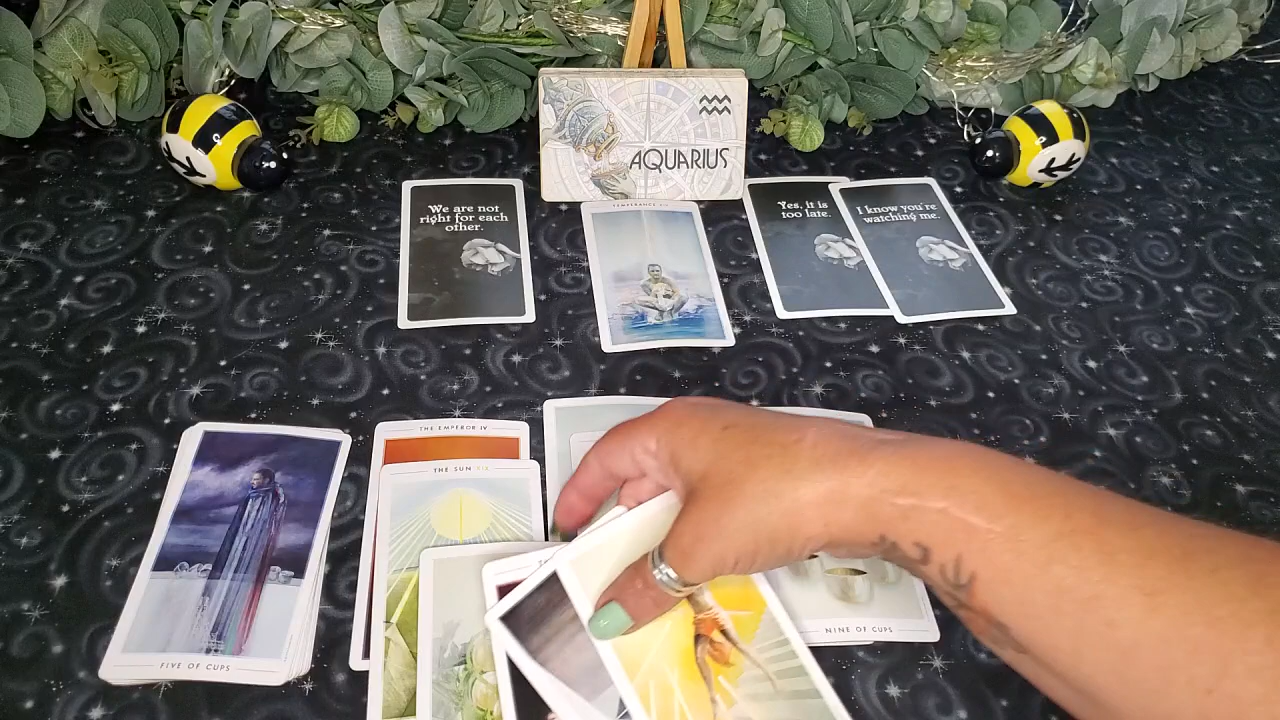 AQUARIUS
We are not
right for each
other.
TEMPERANCE XIV
Yes, it is
too late.
I know you're
watching me.
THE EMPEROR IV
THE SUN XIX
FIVE OF CUPS
NINE OF CUPS